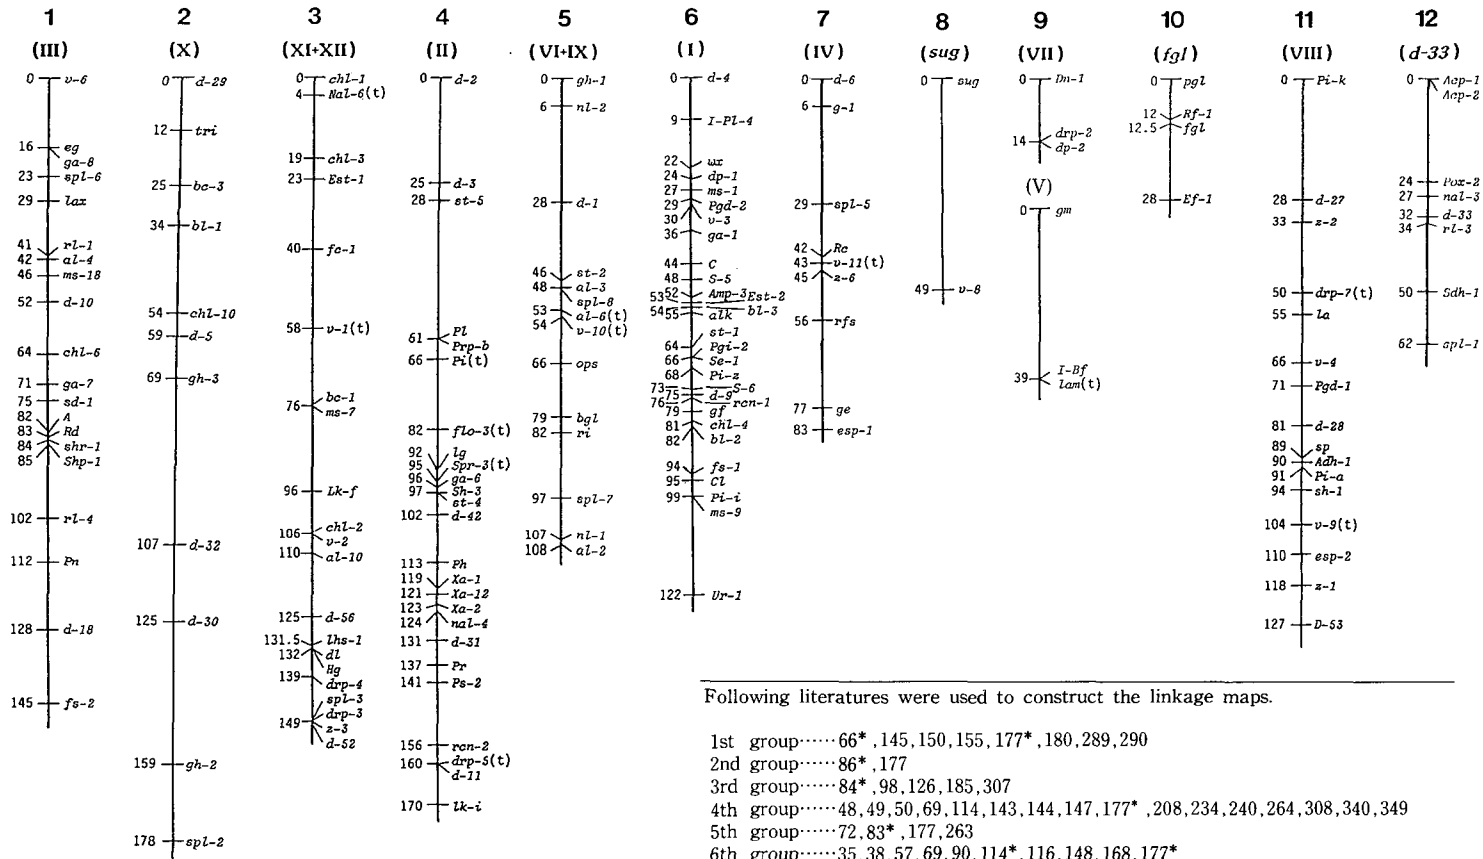 1 2 3 4 5 6 7 8 9 10 11 12
(III) (X) (XI+XII) (II) (VI+IX) (I) (IV) (sug) (VII) (fgl) (VIII) (d-33)
0 v-6
16 eg
ga-8
23 spl-6
29 lax
41 rl-1
42 al-4
46 ms-18
52 d-10
64 chl-6
71 ga-7
75 sd-1
82 A
83 Rd
84 shr-1
85 Shp-1
102 rl-4
112 Pn
128 d-18
145 fs-2
0 d-29
12 tri
25 bc-3
34 bl-1
54 chl-10
59 d-5
69 gh-3
107 d-32
125 d-30
159 gh-2
178 spl-2
0 chl-1
4 Nal-6(t)
19 chl-3
23 Est-1
40 fc-1
58 v-1(t)
76 bc-1
ms-7
96 Lk-f
106 chl-2
v-2
110 al-10
125 d-56
131.5 lhs-1
132 dl
Hg
139 drp-4
spl-3
drp-3
149 z-3
d-52
0 d-2
25 d-3
28 st-5
61 Pl
Prp-b
66 Pi(t)
82 flo-3(t)
92 lg
95 Spr-3(t)
96 ga-6
97 Sh-3
st-4
102 d-42
113 Ph
119 Xa-1
121 Xa-12
123 Xa-2
124 nal-4
131 d-31
137 Pr
141 Ps-2
156 rcn-2
160 drp-5(t)
d-11
170 lk-i
0 gh-1
6 nl-2
28 d-1
46 st-2
48 al-3
spl-8
53 al-6(t)
54 v-10(t)
66 ops
79 bgl
82 ri
97 spl-7
107 nl-1
108 al-2
0 d-4
9 I-Pl-4
22 wx
24 dp-1
27 ms-1
29 Pgd-2
30 v-3
36 ga-1
44 C
48 S-5
52 Amp-3
53 Est-2
54 bl-3
55 alk
st-1
64 Pgi-2
66 Se-1
68 Pi-z
73 S-6
75 d-9
76 rcn-1
79 gf
81 chl-4
82 bl-2
94 fs-1
95 Cl
99 Pi-i
ms-9
122 Ur-1
0 d-6
6 g-1
29 spl-5
42 Rc
43 v-11(t)
45 z-6
56 rfs
77 ge
83 esp-1
0 sug
49 v-8
0 Dn-1
14 drp-2
dp-2
(V)
0 gm
39 I-Bf
lam(t)
0 pgl
12 Rf-1
12.5 fgl
28 Ef-1
0 Pi-k
28 d-27
33 z-2
50 drp-7(t)
55 la
66 v-4
71 Pgd-1
81 d-28
89 sp
90 Adh-1
91 Pi-a
94 sh-1
104 v-9(t)
110 esp-2
118 z-1
127 D-53
0 Acp-1
Acp-2
24 Pox-2
27 nal-3
32 d-33
34 rl-3
50 Sdh-1
62 spl-1
Following literatures were used to construct the linkage maps.
1st group······66*,145,150,155,177*,180,289,290
2nd group······86*,177
3rd group······84*,98,126,185,307
4th group······48,49,50,69,114,143,144,147,177*,208,234,240,264,308,340,349
5th group······72,83*,177,263
6th group······35,38,57,69,90,114*,116,148,168,177*